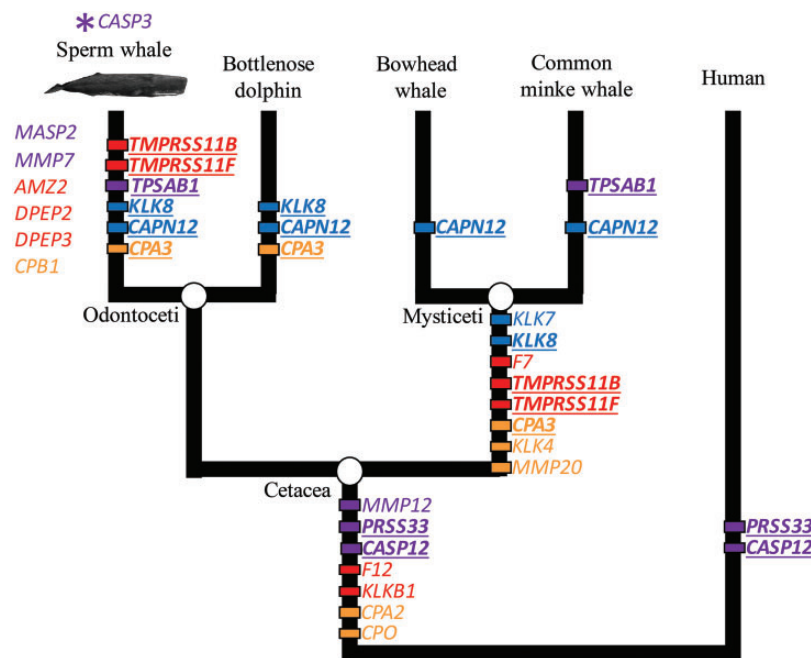 *CASP3
Sperm whale
Bottlenose
dolphin
Bowhead
whale
Common
minke whale
Human
MASP2
MMP7
AMZ2
DPEP2
DPEP3
CPB1
TMPRSS11B
TMPRSS11F
TPSAB1
KLK8
CAPN12
CPA3
KLK8
CAPN12
CPA3
CAPN12
TPSAB1
CAPN12
Odontoceti
Mysticeti
KLK7
KLK8
F7
TMPRSS11B
TMPRSS11F
CPA3
KLK4
MMP20
Cetacea
MMP12
PRSS33
CASP12
F12
KLKB1
CPA2
CPO
PRSS33
CASP12